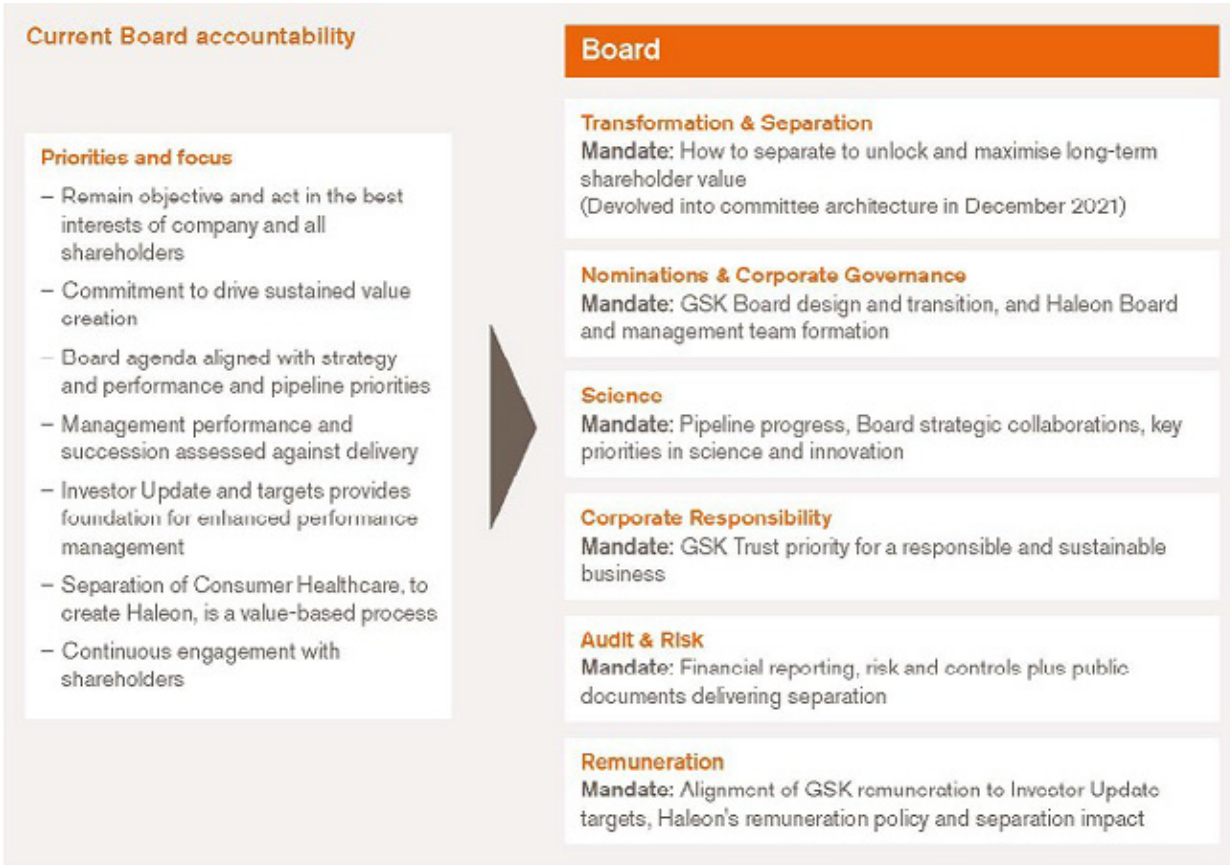 Current Board accountability
Priorities and focus
– Remain objective and act in the best
interests of company and all
shareholders
– Commitment to drive sustained value
creation
– Board agenda aligned with strategy
and performance and pipeline priorities
– Management performance and
succession assessed against delivery
– Investor Update and targets provides
foundation for enhanced performance
management
– Separation of Consumer Healthcare, to
create Haleon, is a value-based process
– Continuous engagement with
shareholders
Board
Transformation & Separation
Mandate: How to separate to unlock and maximise long-term
shareholder value
(Devolved into committee architecture in December 2021)
Nominations & Corporate Governance
Mandate: GSK Board design and transition, and Haleon Board
and management team formation
Science
Mandate: Pipeline progress, Board strategic collaborations, key
priorities in science and innovation
Corporate Responsibility
Mandate: GSK Trust priority for a responsible and sustainable
business
Audit & Risk
Mandate: Financial reporting, risk and controls plus public
documents delivering separation
Remuneration
Mandate: Alignment of GSK remuneration to Investor Update
targets, Haleon's remuneration policy and separation impact